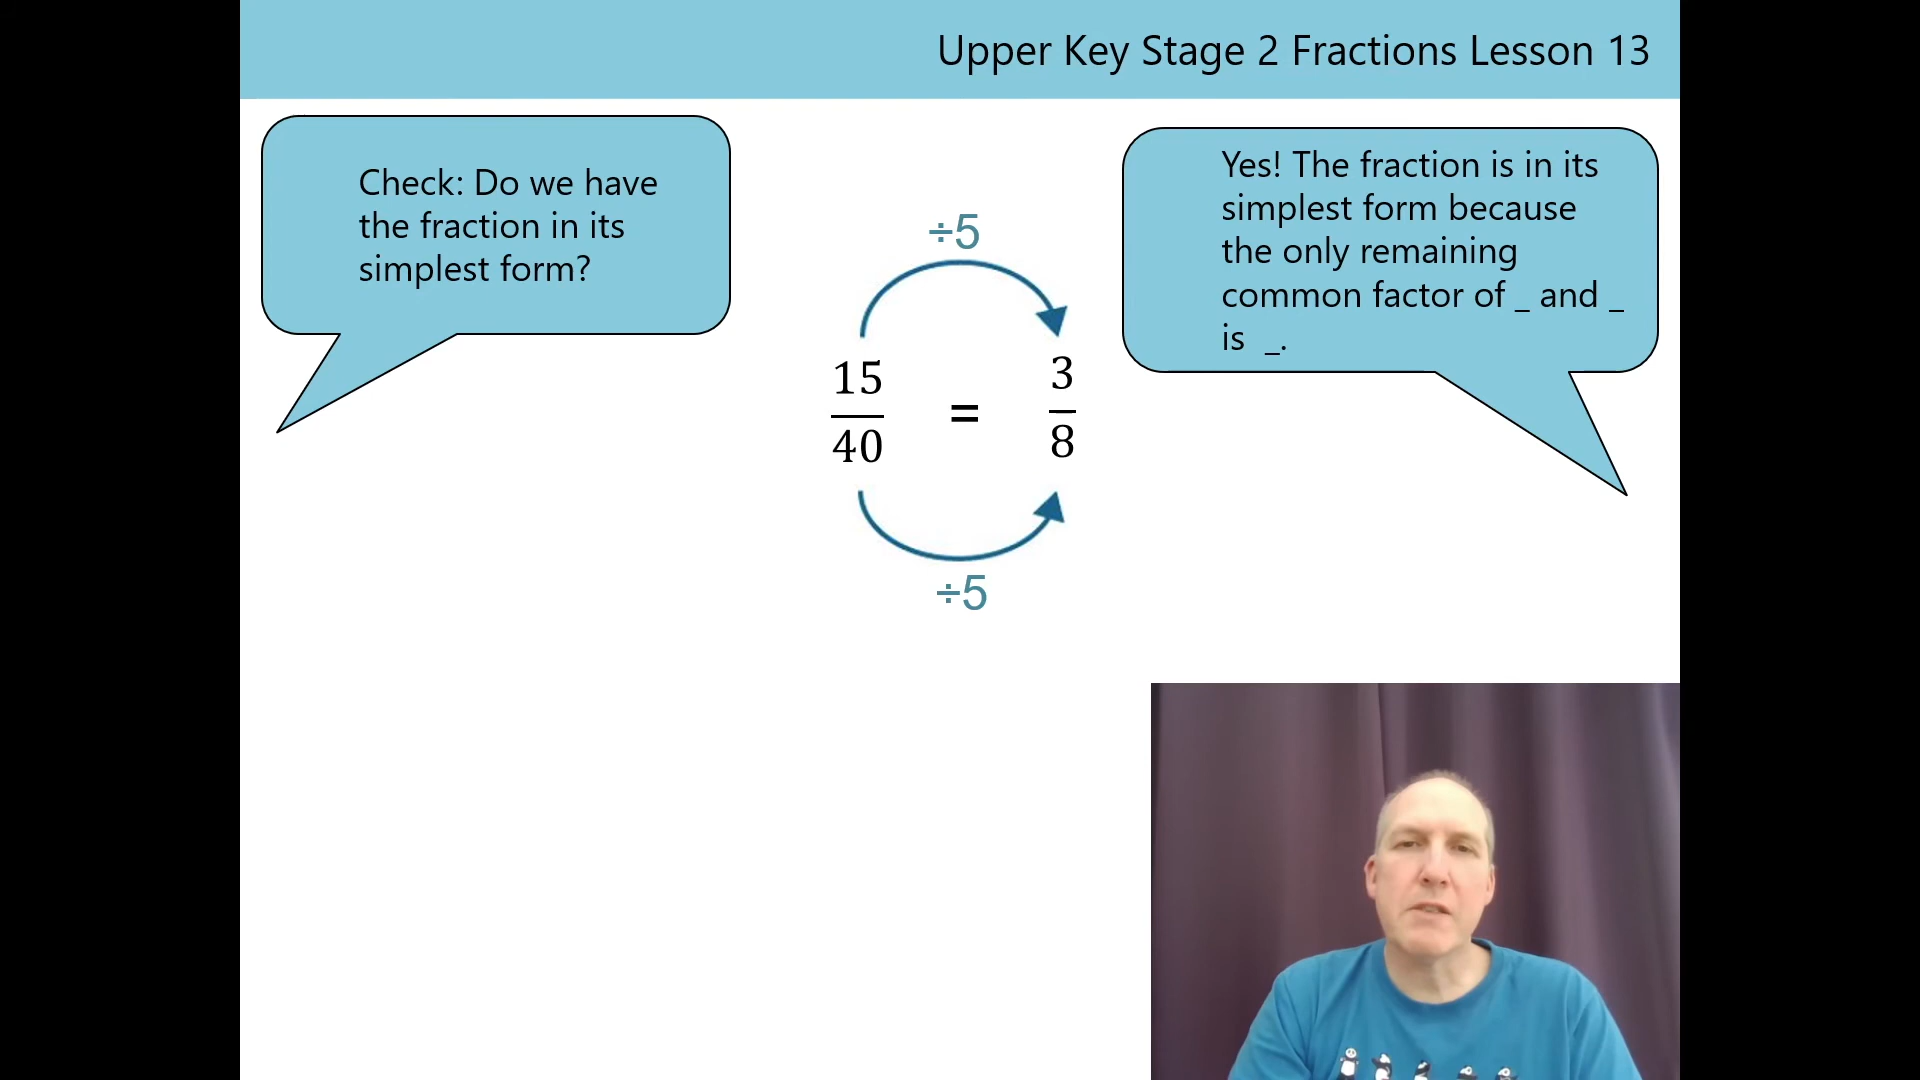 Upper Key Stage 2 Fractions Lesson 13
Check: Do we have
the fraction in its
simplest form?
Yes! The fraction is in its
simplest form because
the only remaining
common factor of _ and _
is _.
÷5
15
40
=
3
8
÷5